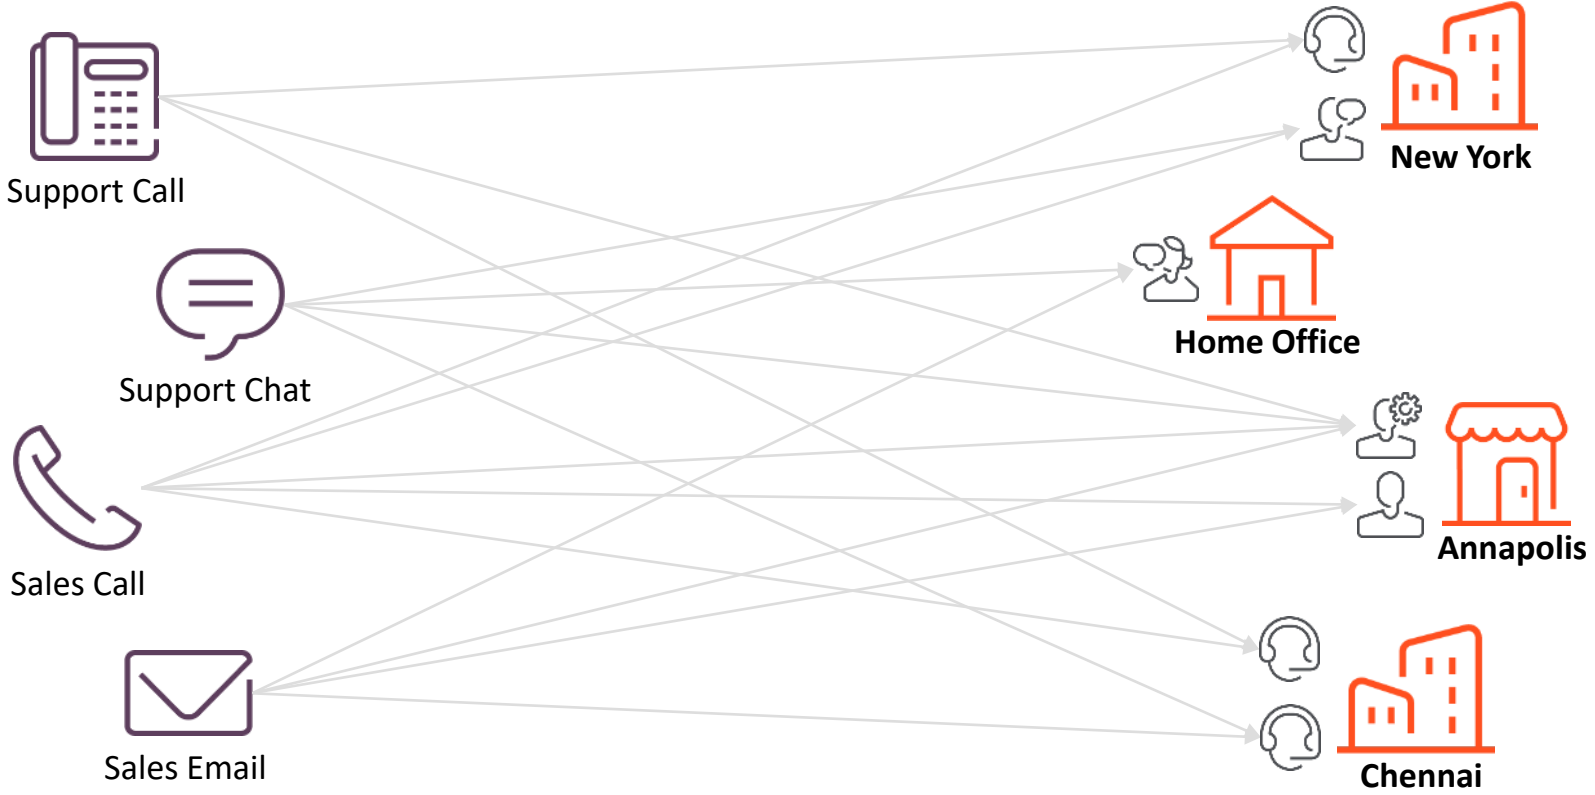 Support Call
Support Chat
Sales Call
Sales Email
New York
Home Office
Annapolis
Chennai